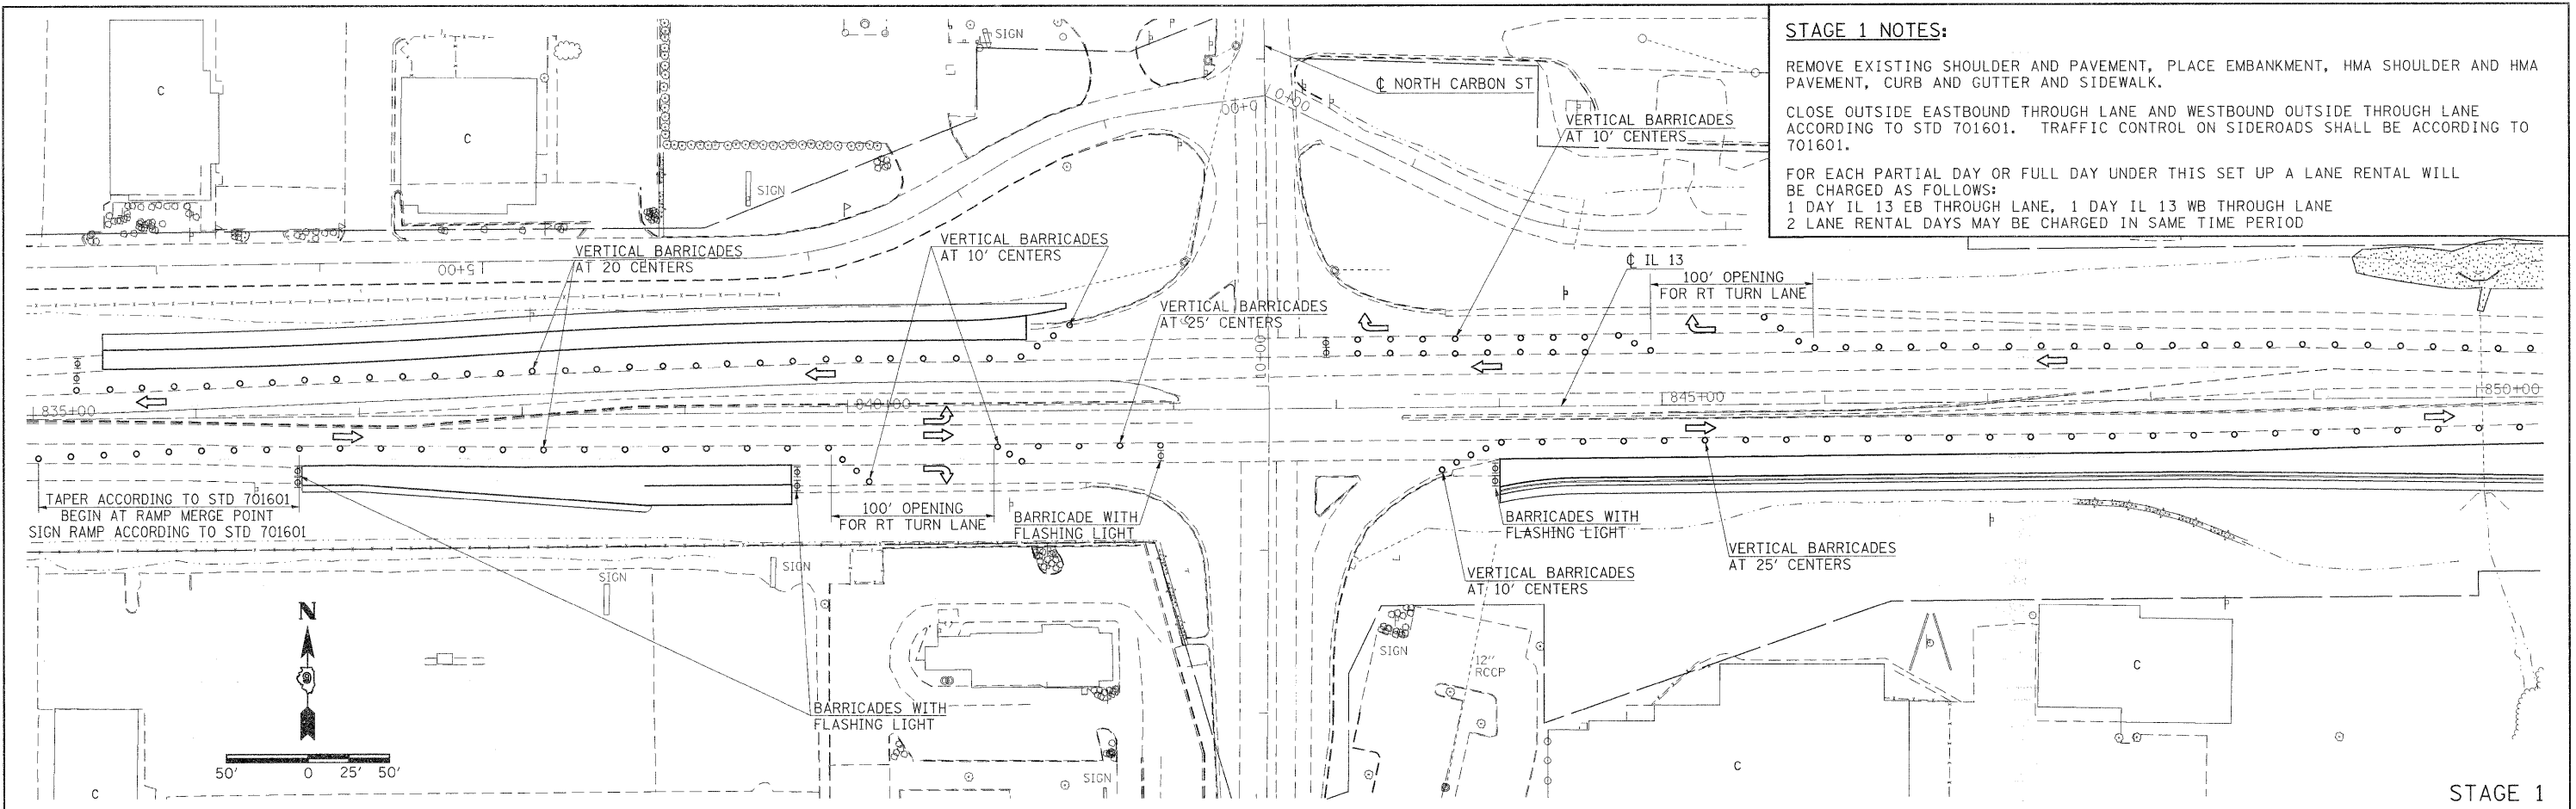 STAGE 1 NOTES:
REMOVE EXISTING SHOULDER AND PAVEMENT, PLACE EMBANKMENT, HMA SHOULDER AND HMA
PAVEMENT, CURB AND GUTTER AND SIDEWALK.
CLOSE OUTSIDE EASTBOUND THROUGH LANE AND WESTBOUND OUTSIDE THROUGH LANE
ACCORDING TO STD 701601. TRAFFIC CONTROL ON SIDEROADS SHALL BE ACCORDING TO
701601.
FOR EACH PARTIAL DAY OR FULL DAY UNDER THIS SET UP A LANE RENTAL WILL
BE CHARGED AS FOLLOWS:
1 DAY IL 13 EB THROUGH LANE, 1 DAY IL 13 WB THROUGH LANE
2 LANE RENTAL DAYS MAY BE CHARGED IN SAME TIME PERIOD
SIGN
C
C
℄ NORTH CARBON ST
0+00
0+00
VERTICAL BARRICADES
AT 10' CENTERS
SIGN
VERTICAL BARRICADES
AT 20 CENTERS
5+00
VERTICAL BARRICADES
AT 10' CENTERS
℄ IL 13
100' OPENING
FOR RT TURN LANE
VERTICAL BARRICADES
AT 25' CENTERS
10+00
835+00
840+00
845+00
850+00
TAPER ACCORDING TO STD 701601
BEGIN AT RAMP MERGE POINT
SIGN RAMP ACCORDING TO STD 701601
100' OPENING
FOR RT TURN LANE
BARRICADE WITH
FLASHING LIGHT
BARRICADES WITH
FLASHING LIGHT
VERTICAL BARRICADES
AT 25' CENTERS
VERTICAL BARRICADES
AT 10' CENTERS
SIGN
SIGN
N
SIGN
12"
RCCP
C
BARRICADES WITH
FLASHING LIGHT
50' 0 25' 50'
C
SIGN
C
STAGE 1